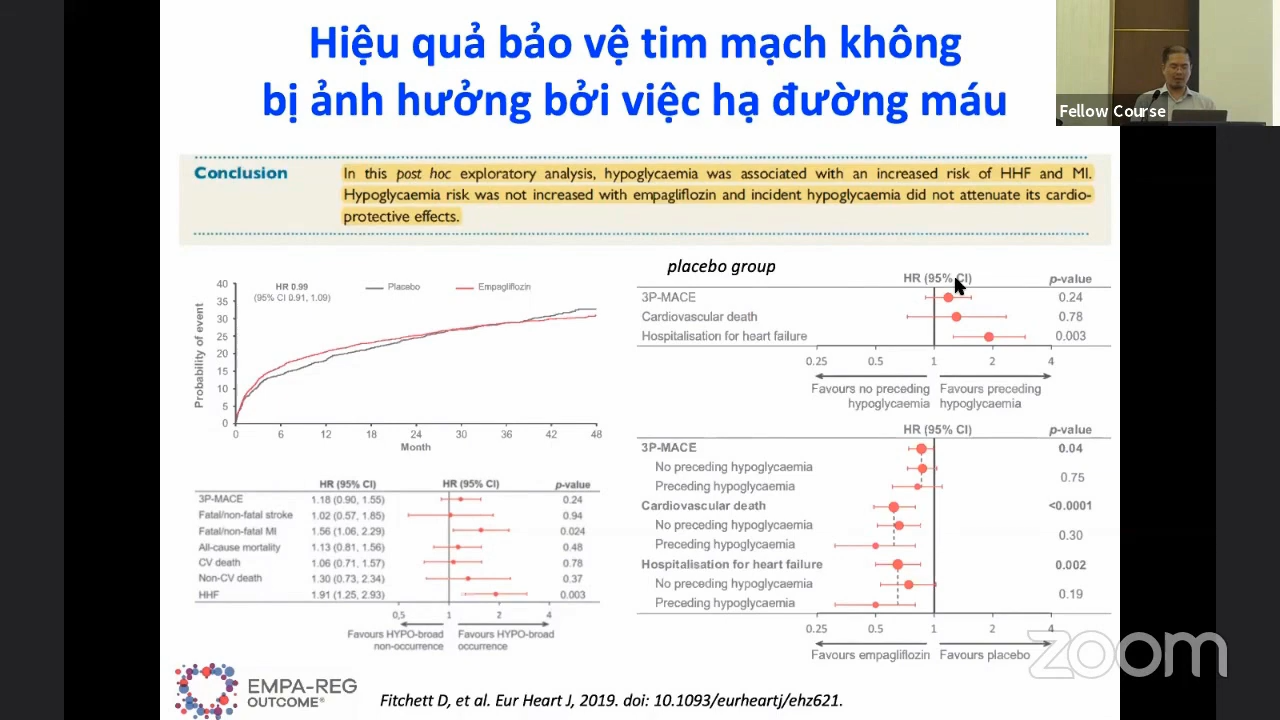 Hiệu quả bảo vệ tim mạch không
bị ảnh hưởng bởi việc hạ đường máu
Fellow Course
Conclusion
In this post hoc exploratory analysis, hypoglycaemia was associated with an increased risk of HHF and MI.
Hypoglycaemia risk was not increased with empagliflozin and incident hypoglycaemia did not attenuate its cardio-
protective effects.
HR 0.99
(95% CI 0.91, 1.09)
Placebo
Empagliflozin
Probability of event
40
35
30
25
20
15
10
5
0
0 6 12 18 24 30 36 42 48
Month
HR (95% CI) HR (95% CI) p-value
3P-MACE 1.18 (0.90, 1.55) 0.24
Fatal/non-fatal stroke 1.02 (0.57, 1.85) 0.94
Fatal/non-fatal MI 1.56 (1.06, 2.29) 0.024
All-cause mortality 1.13 (0.81, 1.56) 0.48
CV death 1.06 (0.71, 1.57) 0.78
Non-CV death 1.30 (0.73, 2.34) 0.37
HHF 1.91 (1.25, 2.93) 0.003
0,5 1 2 4
Favours HYPO-broad
non-occurrence
Favours HYPO-broad
occurrence
placebo group
HR (95% CI) p-value
3P-MACE 0.24
Cardiovascular death 0.78
Hospitalisation for heart failure 0.003
0.25 0.5 1 2 4
Favours no preceding
hypoglycaemia
Favours preceding
hypoglycaemia
HR (95% CI) p-value
3P-MACE 0.04
No preceding hypoglycaemia
0.75
Preceding hypoglycaemia
Cardiovascular death <0.0001
No preceding hypoglycaemia
0.30
Preceding hypoglycaemia
Hospitalisation for heart failure 0.002
No preceding hypoglycaemia
0.19
Preceding hypoglycaemia
0.25 0.5 1 2 4
Favours empagliflozin Favours placebo
zoom
EMPA-REG
OUTCOME®
Fitchett D, et al. Eur Heart J, 2019. doi: 10.1093/eurheartj/ehz621.